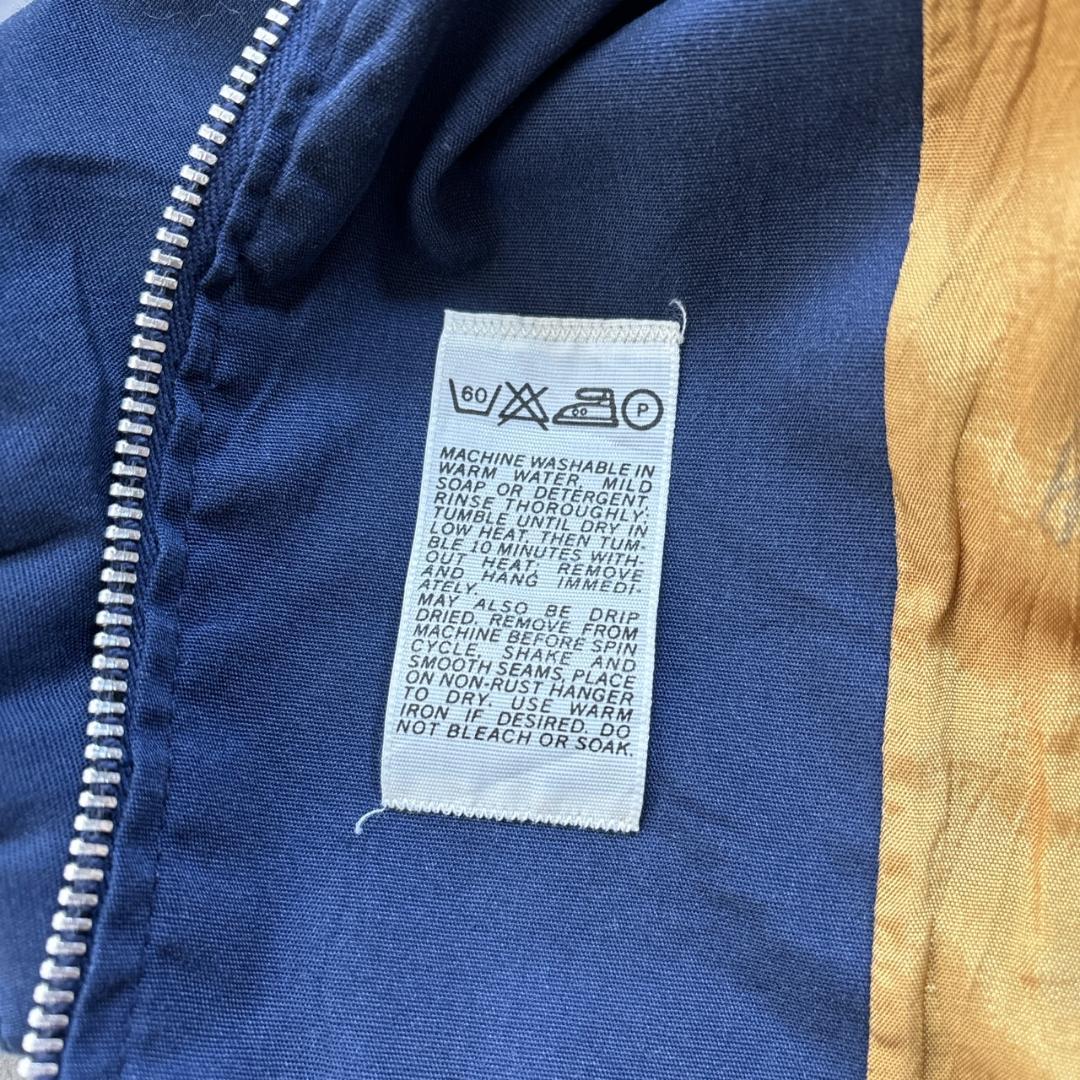 60
P
MACHINE WASHABLE IN
WARM WATER, MILD
SOAP OR DETERGENT.
RINSE THOROUGHLY.
TUMBLE UNTIL DRY IN
LOW HEAT. THEN TUM-
BLE 10 MINUTES WITH-
OUT HEAT. REMOVE
AND HANG IMMEDI-
ATELY.
MAY ALSO BE DRIP
DRIED. REMOVE FROM
MACHINE BEFORE SPIN
CYCLE. SHAKE AND
SMOOTH SEAMS, PLACE
ON NON-RUST HANGER
TO DRY. USE WARM
IRON IF DESIRED. DO
NOT BLEACH OR SOAK.